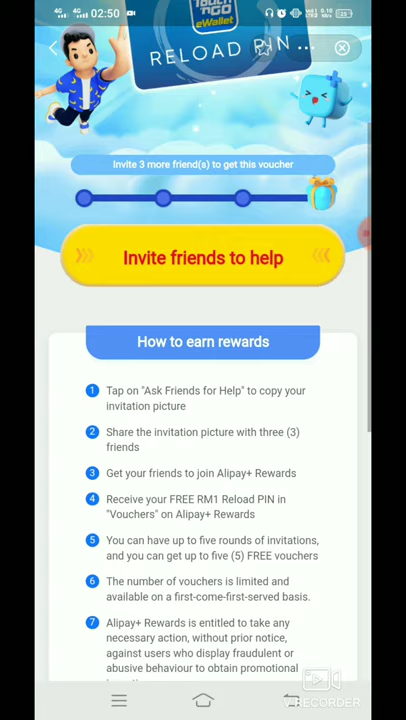 4G 4G 02:50
25
Touch
'n GO
eWallet
RELOAD PIN
Invite 3 more friend(s) to get this voucher
Invite friends to help
How to earn rewards
1 Tap on "Ask Friends for Help" to copy your
invitation picture
2 Share the invitation picture with three (3)
friends
3 Get your friends to join Alipay+ Rewards
4 Receive your FREE RM1 Reload PIN in
"Vouchers" on Alipay+ Rewards
5 You can have up to five rounds of invitations,
and you can get up to five (5) FREE vouchers
6 The number of vouchers is limited and
available on a first-come-first-served basis.
7 Alipay+ Rewards is entitled to take any
necessary action, without prior notice,
against users who display fraudulent or
abusive behaviour to obtain promotional
V RECORDER